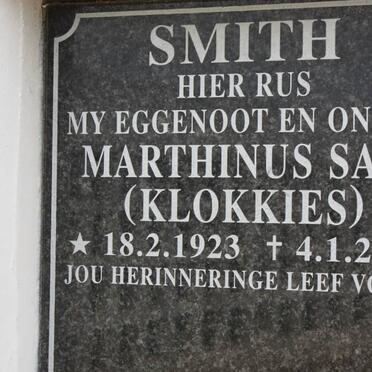 SMITH
HIER RUS
MY EGGENOOT EN ON
MARTHINUS SA
(KLOKKIES)
★ 18.2.1923 ✝ 4.1.2
JOU HERINNERINGE LEEF VO